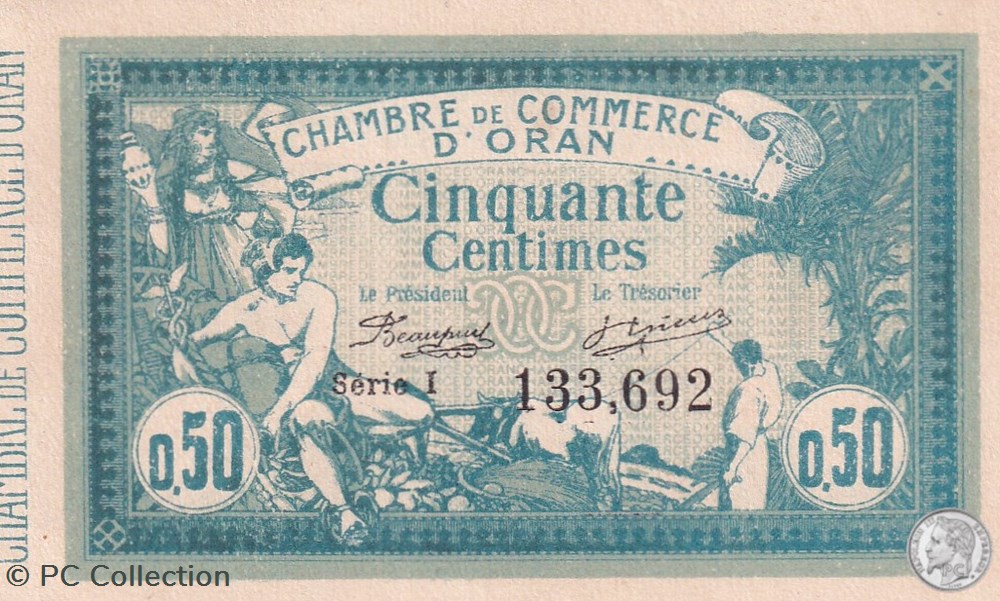 CHAMBRE DE COMMERCE D'ORAN
CHAMBRE DE COMMERCE
D'ORAN
Cinquante
Centimes
Le Président
Le Trésorier
Série I
133,692
0,50
0,50
© PC Collection
PC